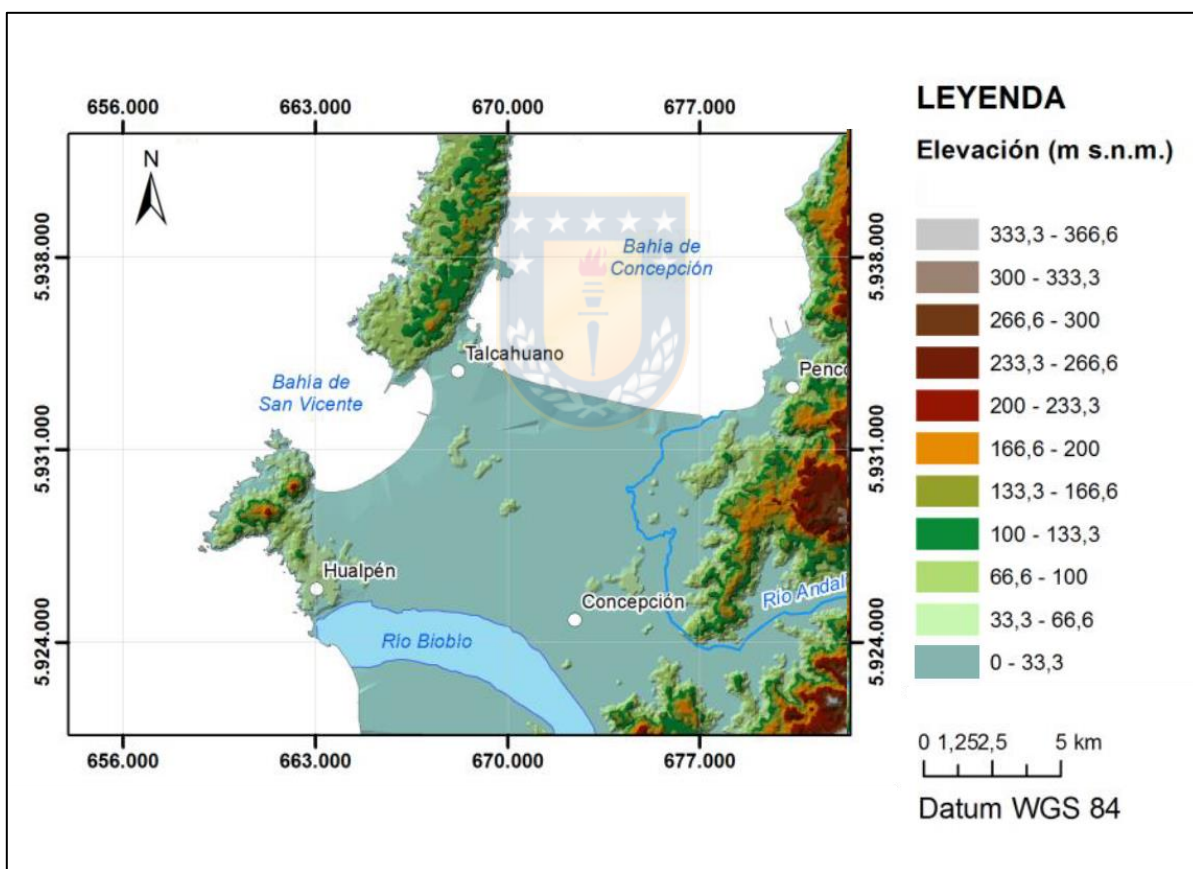 656.000 663.000 670.000 677.000
N
5.938.000
5.931.000
5.924.000
Bahía de
Concepción
Talcahuano
Penco
Bahía de
San Vicente
Hualpén
Concepción
Rio Andali
Rio Biobio
5.938.000
5.931.000
5.924.000
656.000 663.000 670.000 677.000
LEYENDA
Elevación (m s.n.m.)
333,3 - 366,6
300 - 333,3
266,6 - 300
233,3 - 266,6
200 - 233,3
166,6 - 200
133,3 - 166,6
100 - 133,3
66,6 - 100
33,3 - 66,6
0 - 33,3
0 1,252,5 5 km
Datum WGS 84